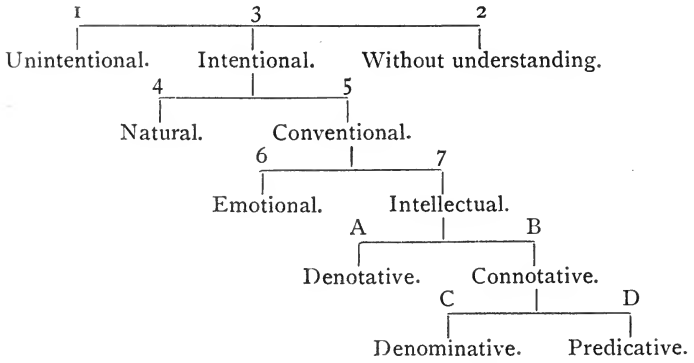 1 3 2
Unintentional. Intentional. Without understanding.
4 5
Natural. Conventional.
6 7
Emotional. Intellectual.
A B
Denotative. Connotative.
C D
Denominative. Predicative.